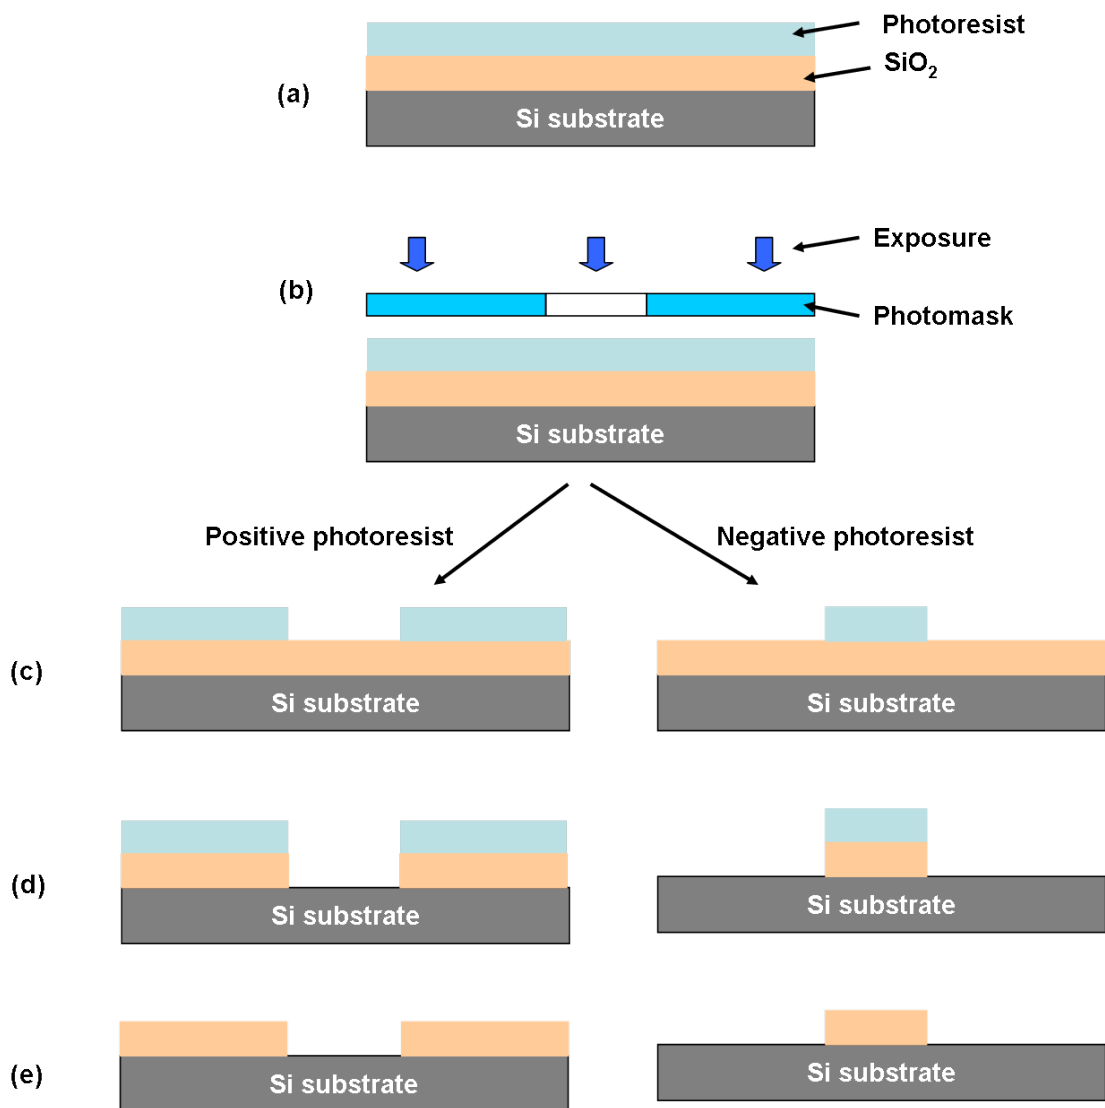 Photoresist
SiO₂
(a)
Si substrate
Exposure
(b)
Photomask
Si substrate
Positive photoresist
Negative photoresist
(c)
Si substrate
Si substrate
(d)
Si substrate
Si substrate
(e)
Si substrate
Si substrate